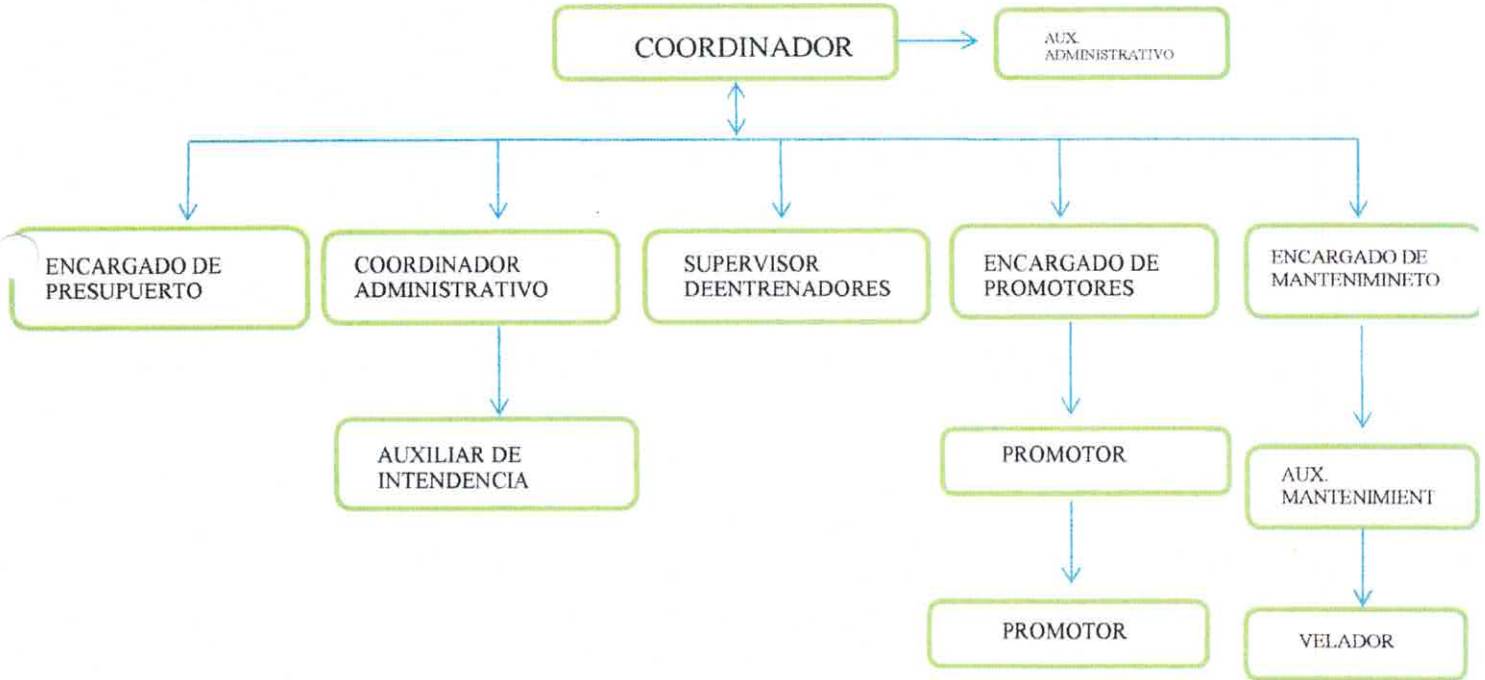 COORDINADOR
AUX.
ADMINISTRATIVO
ENCARGADO DE
PRESUPUERTO
COORDINADOR
ADMINISTRATIVO
SUPERVISOR
DEENTRENADORES
ENCARGADO DE
PROMOTORES
ENCARGADO DE
MANTENIMINETO
AUXILIAR DE
INTENDENCIA
PROMOTOR
AUX.
MANTENIMIENT
PROMOTOR
VELADOR